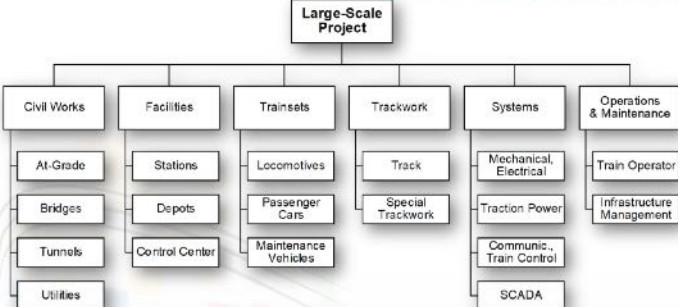 Large-Scale
Project
Civil Works
Facilities
Trainsets
Trackwork
Systems
Operations
& Maintenance
At-Grade
Stations
Locomotives
Track
Mechanical,
Electrical
Train Operator
Bridges
Depots
Passenger
Cars
Special
Trackwork
Traction Power
Infrastructure
Management
Tunnels
Control Center
Maintenance
Vehicles
Communic.,
Train Control
Utilities
SCADA